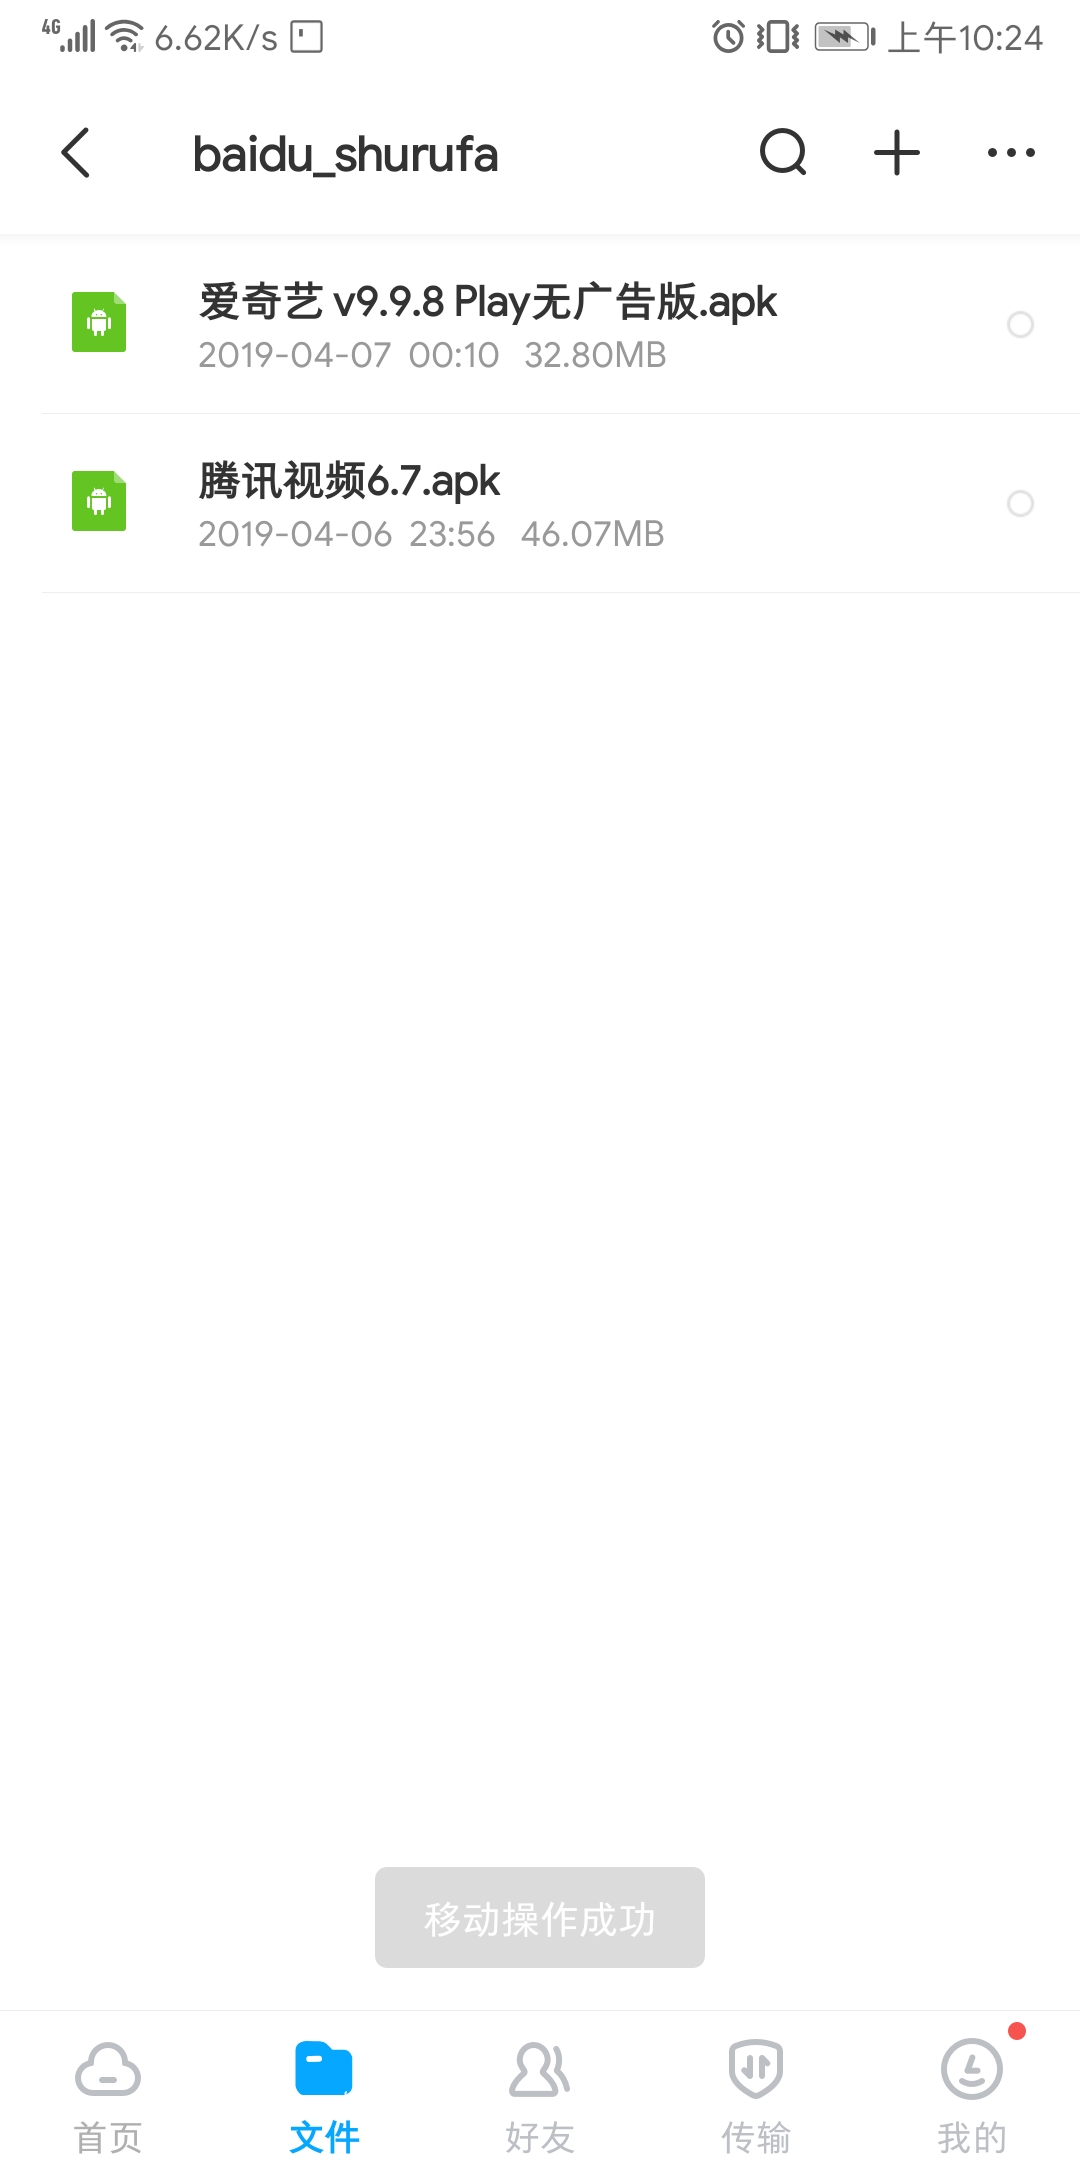 4G 6.62K/s 上午10:24
baidu_shurufa
爱奇艺 v9.9.8 Play无广告版.apk
2019-04-07 00:10 32.80MB
腾讯视频6.7.apk
2019-04-06 23:56 46.07MB
移动操作成功
首页 文件 好友 传输 我的